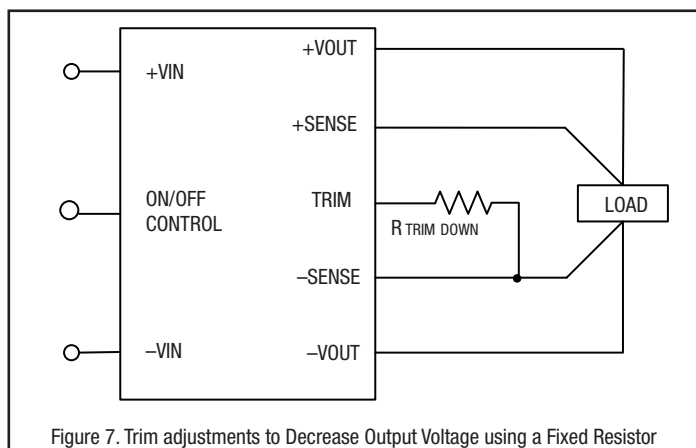 +VOUT
+VIN
+SENSE
ON/OFF
CONTROL
TRIM
R TRIM DOWN
LOAD
–SENSE
–VIN
–VOUT
Figure 7. Trim adjustments to Decrease Output Voltage using a Fixed Resistor